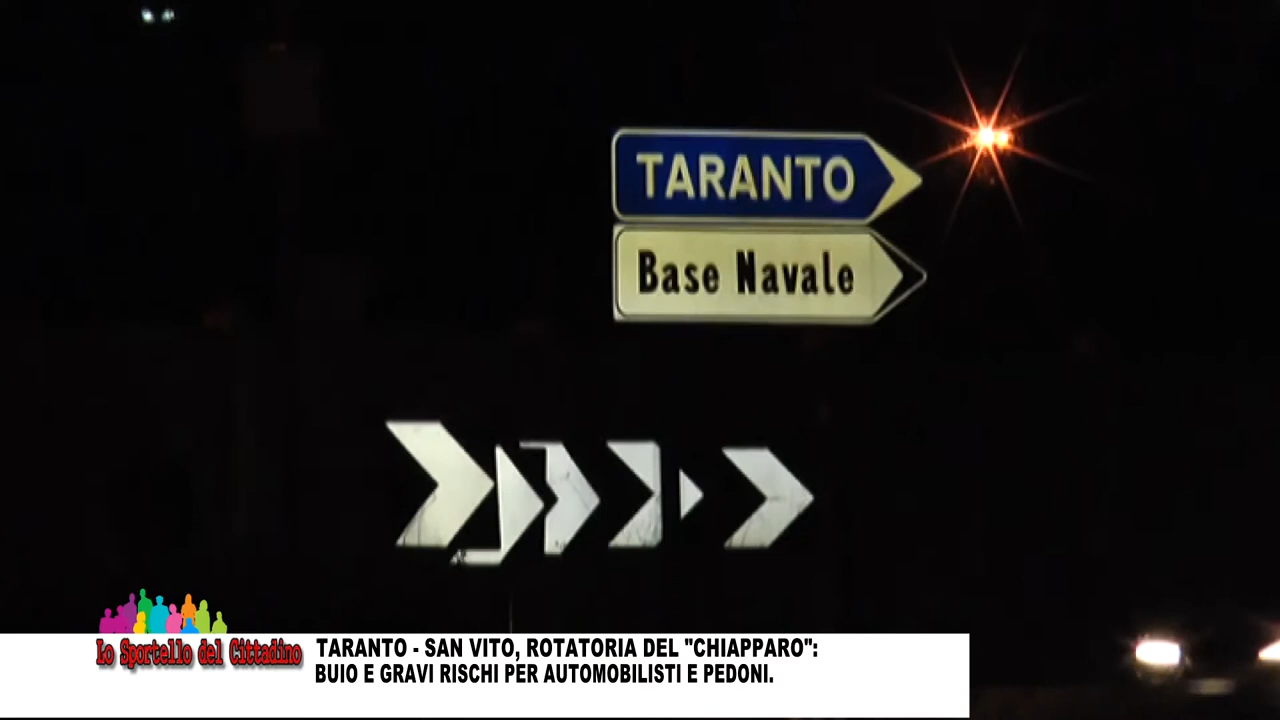 TARANTO
Base Navale
Lo Sportello del Cittadino
TARANTO - SAN VITO, ROTATORIA DEL "CHIAPPARO":
BUIO E GRAVI RISCHI PER AUTOMOBILISTI E PEDONI.